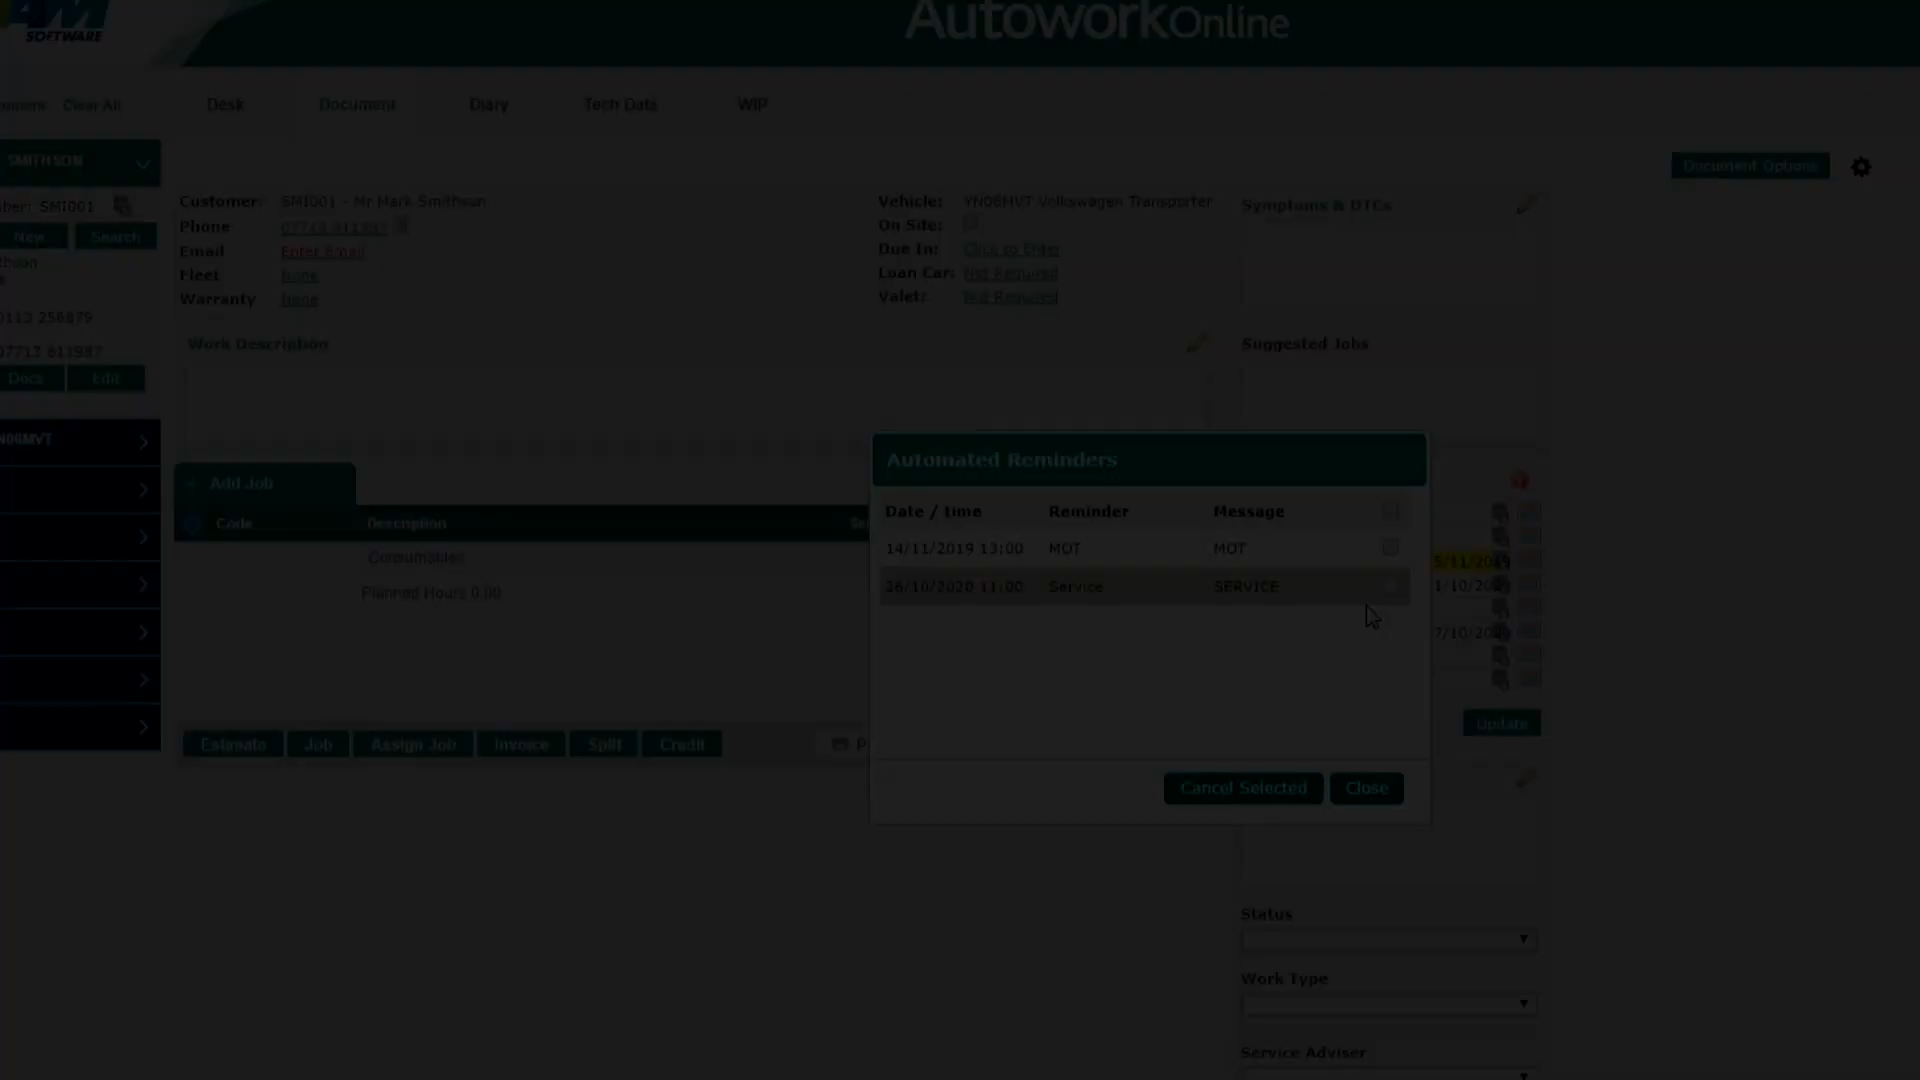 SOFTWARE
AutoworkOnline
Clear All
Desk
Document
Diary
Tech Data
WIP
SMITHSON
Document Options
SMI001
New
Search
0113 256879
07713 811987
Docs
Edit
Customer: SMI001 - Mr Mark Smithson
Phone 07713 811987
Email Enter Email
Fleet None
Warranty None
Vehicle: YN06MVT Volkswagen Transporter
On Site:
Due In: Click to Enter
Loan Car: Not Required
Valet: Not Required
Symptoms & DTCs
Work Description
Suggested Jobs
+ Add Job
Code Description
Consumables
Planned Hours 0.00
Automated Reminders
Date / time Reminder Message
14/11/2019 13:00 MOT MOT
26/10/2020 11:00 Service SERVICE
Cancel Selected
Close
Update
Estimate
Job
Assign Job
Invoice
Split
Credit
Status
Work Type
Service Adviser